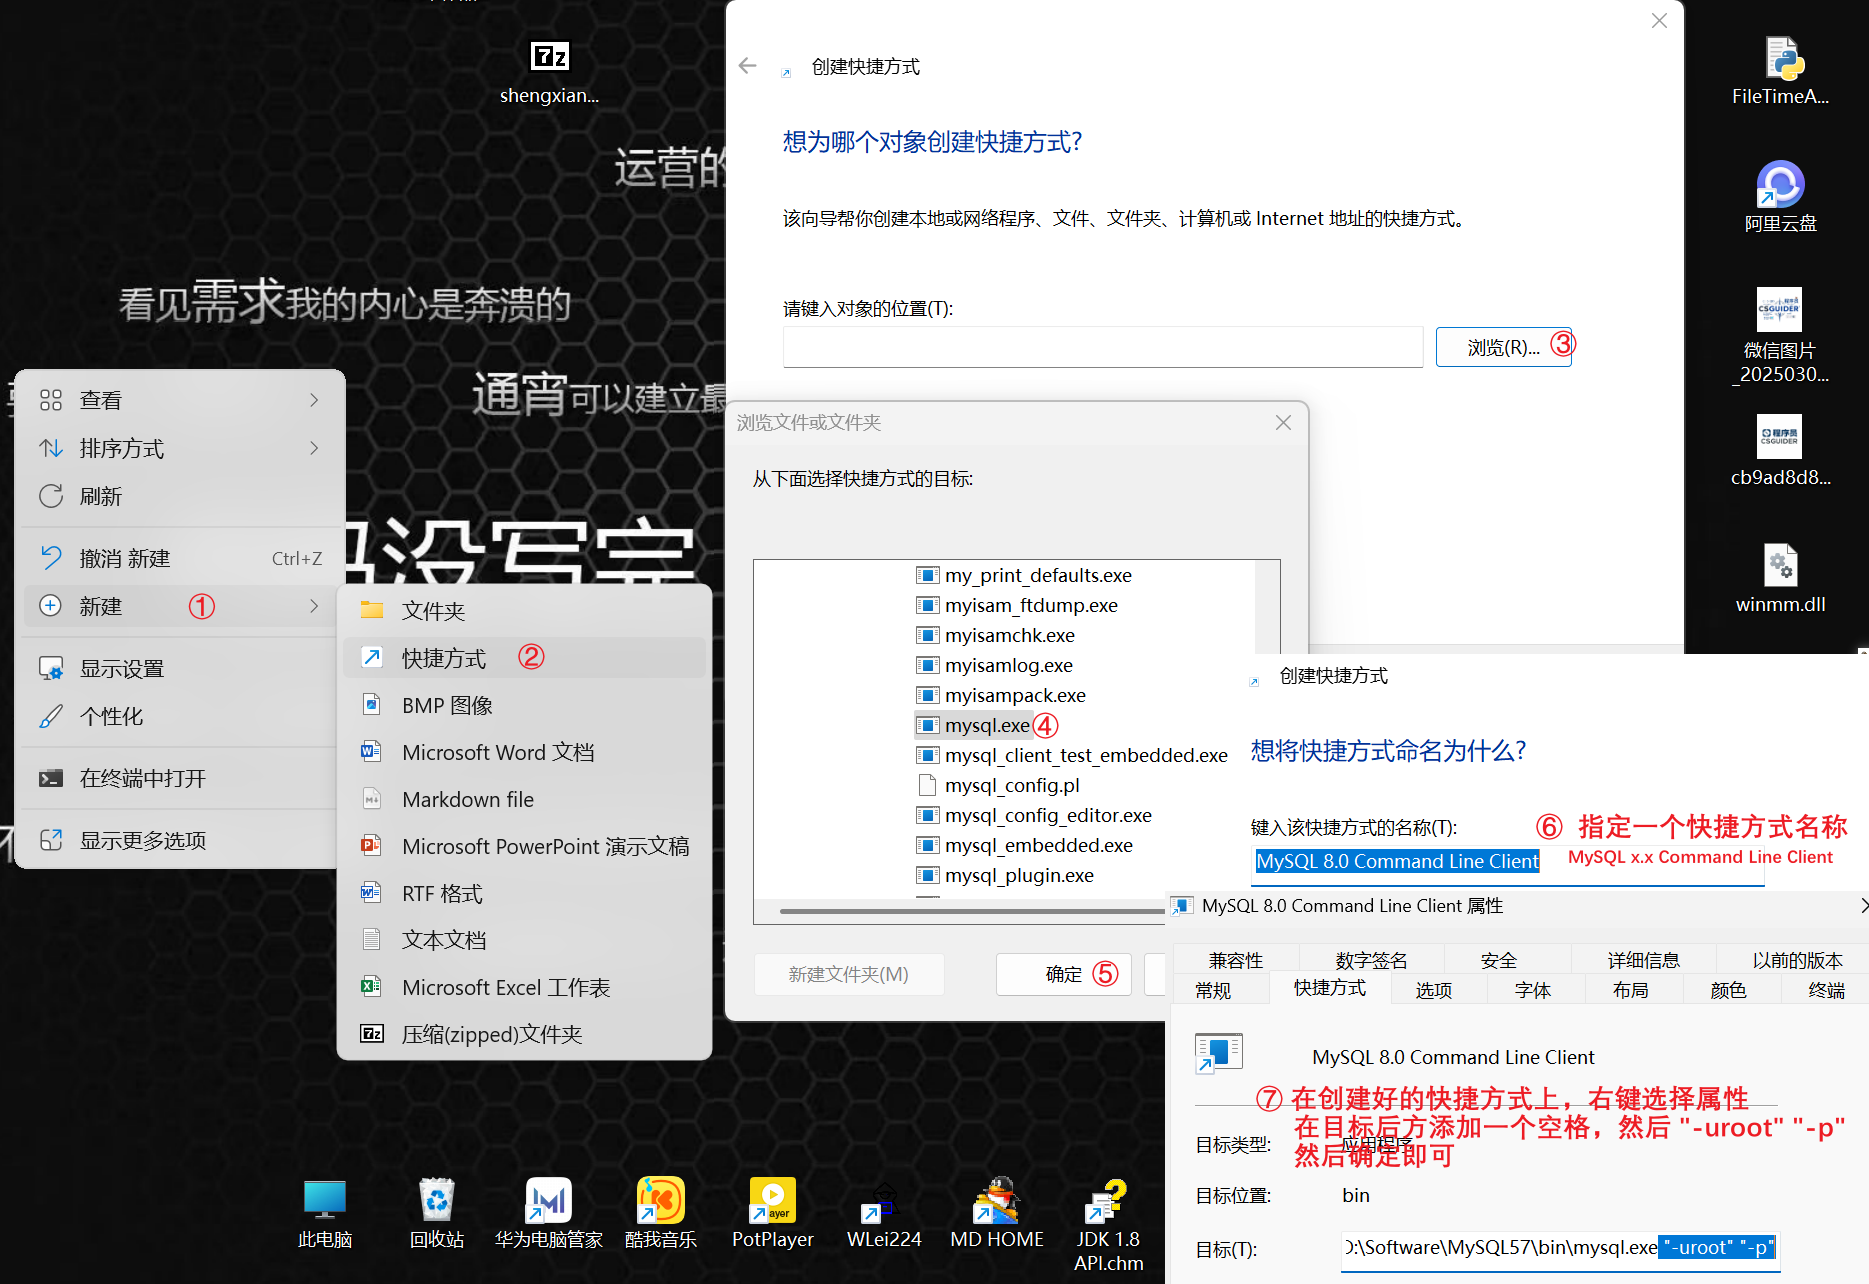 shengxian...
运营的
看见需求我的内心是奔溃的
通宵可以建立最
码没写完
查看
排序方式
刷新
撤消 新建 Ctrl+Z
新建 ①
显示设置
个性化
在终端中打开
显示更多选项
文件夹
快捷方式 ②
BMP 图像
Microsoft Word 文档
Markdown file
Microsoft PowerPoint 演示文稿
RTF 格式
文本文档
Microsoft Excel 工作表
压缩(zipped)文件夹
创建快捷方式
想为哪个对象创建快捷方式?
该向导帮你创建本地或网络程序、文件、文件夹、计算机或 Internet 地址的快捷方式。
请键入对象的位置(T):
浏览(R)... ③
浏览文件或文件夹
从下面选择快捷方式的目标:
my_print_defaults.exe
myisam_ftdump.exe
myisamchk.exe
myisamlog.exe
myisampack.exe
mysql.exe ④
mysql_client_test_embedded.exe
mysql_config.pl
mysql_config_editor.exe
mysql_embedded.exe
mysql_plugin.exe
新建文件夹(M)
确定 ⑤
创建快捷方式
想将快捷方式命名为什么?
键入该快捷方式的名称(T):
⑥ 指定一个快捷方式名称
MySQL 8.0 Command Line Client
MySQL x.x Command Line Client
MySQL 8.0 Command Line Client 属性
兼容性 数字签名 安全 详细信息 以前的版本
常规 快捷方式 选项 字体 布局 颜色 终端
MySQL 8.0 Command Line Client
⑦ 在创建好的快捷方式上，右键选择属性
在目标后方添加一个空格，然后 "-uroot" "-p"
然后确定即可
目标类型: 应用程序
目标位置: bin
目标(T): D:\Software\MySQL57\bin\mysql.exe "-uroot" "-p"
FileTimeA...
阿里云盘
程序员
CSGUIDER
微信图片
_2025030...
程序员
CSGUIDER
cb9ad8d8...
winmm.dll
此电脑
回收站
华为电脑管家
酷我音乐
PotPlayer
WLei224
MD HOME
JDK 1.8
API.chm